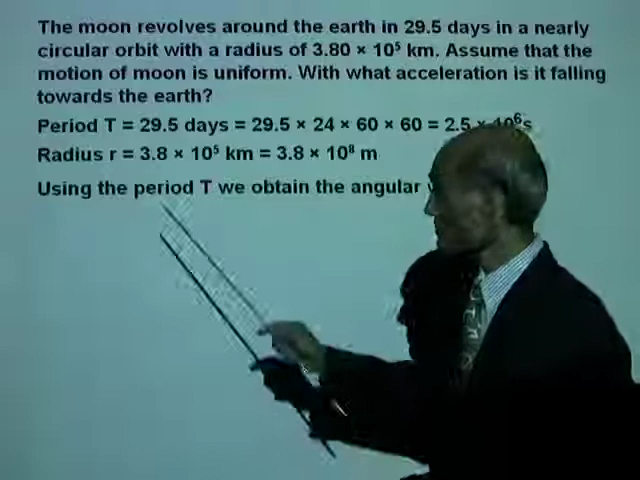 The moon revolves around the earth in 29.5 days in a nearly
circular orbit with a radius of 3.80 × 10⁵ km. Assume that the
motion of moon is uniform. With what acceleration is it falling
towards the earth?
Period T = 29.5 days = 29.5 × 24 × 60 × 60 = 2.5 × 10⁶s
Radius r = 3.8 × 10⁵ km = 3.8 × 10⁸ m
Using the period T we obtain the angular